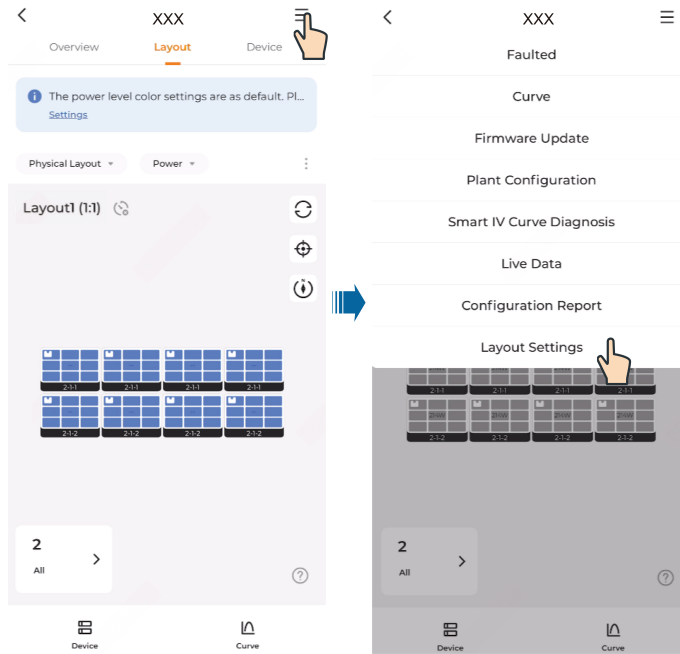 XXX
Overview
Layout
Device
The power level color settings are as default. Pl...
Settings
Physical Layout
Power
Layout1 (1:1)
N
2-1-1 2-1-1 2-1-1 2-1-1
2-1-2 2-1-2 2-1-2 2-1-2
2
All
?
Device
Curve
XXX
Faulted
Curve
Firmware Update
Plant Configuration
Smart IV Curve Diagnosis
Live Data
Configuration Report
Layout Settings
2-1-1 2-1-1 2-1-1 2-1-1
2-1-2 2-1-2 2-1-2 2-1-2
2
All
?
Device
Curve